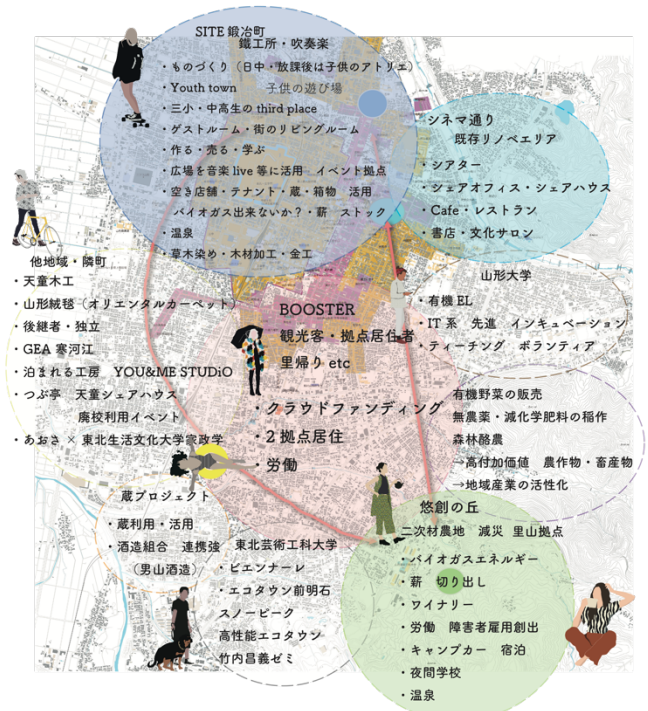 SITE 鍛冶町
鐵工所・吹奏楽
・ものづくり（日中・放課後は子供のアトリエ）
・Youth town　子供の遊び場
・三小・中高生の third place
・ゲストルーム・街のリビングルーム
・作る・売る・学ぶ
・広場を音楽 live 等に活用　イベント拠点
・空き店舗・テナント・蔵・箱物　活用
バイオガス出来ないか？・薪　ストック
・温泉
・草木染め・木材加工・金工
シネマ通り
既存リノベエリア
・シアター
・シェアオフィス・シェアハウス
・Cafe・レストラン
・書店・文化サロン
他地域・隣町
・天童木工
・山形絨毯（オリエンタルカーペット）
・後継者・独立
・GEA 寒河江
・泊まれる工房　YOU&ME STUDiO
・つぶ亭　天童シェアハウス
廃校利用イベント
・あおさ × 東北生活文化大学家政学
BOOSTER
観光客・拠点居住者
里帰り etc
・クラウドファンディング
・2 拠点居住
・労働
山形大学
・有機 EL
・IT 系　先進　インキュベーション
・ティーチング　ボランティア
有機野菜の販売
無農薬・減化学肥料の稲作
森林酪農
→高付加価値　農作物・畜産物
→地域産業の活性化
蔵プロジェクト
・蔵利用・活用
・酒造組合　連携強
（男山酒造）
東北芸術工科大学
・ビエンナーレ
・エコタウン前明石
スノーピーク
高性能エコタウン
竹内昌義ゼミ
悠創の丘
二次材農地　減災　里山拠点
・バイオガスエネルギー
・薪　切り出し
・ワイナリー
・労働　障害者雇用創出
・キャンプカー　宿泊
・夜間学校
・温泉